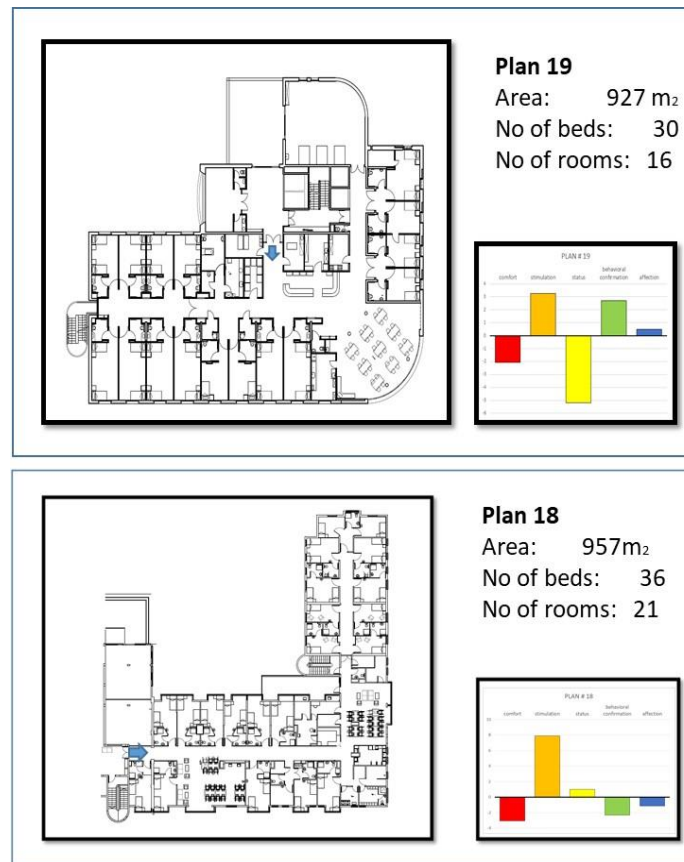 Plan 19
Area: 927 m2
No of beds: 30
No of rooms: 16
PLAN # 19
comfort stimulation status behavioral confirmation affection
Plan 18
Area: 957m2
No of beds: 36
No of rooms: 21
PLAN # 18
comfort stimulation status behavioral confirmation affection